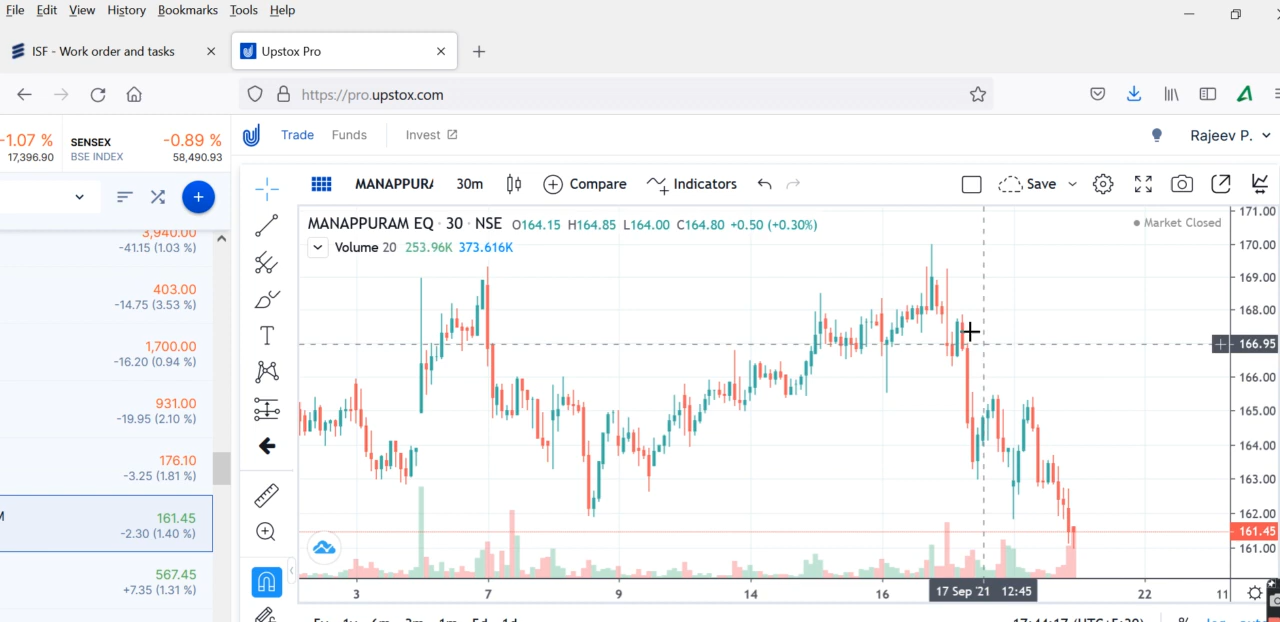 File Edit View History Bookmarks Tools Help
ISF - Work order and tasks
Upstox Pro
https://pro.upstox.com
-1.07 %
17,396.90
SENSEX
BSE INDEX
-0.89 %
58,490.93
Trade Funds Invest
Rajeev P.
MANAPPURA 30m Compare Indicators Save
MANAPPURAM EQ · 30 · NSE O164.15 H164.85 L164.00 C164.80 +0.50 (+0.30%)
Market Closed
Volume 20 253.96K 373.616K
3,940.00
-41.15 (1.03 %)
403.00
-14.75 (3.53 %)
1,700.00
-16.20 (0.94 %)
931.00
-19.95 (2.10 %)
176.10
-3.25 (1.81 %)
M
161.45
-2.30 (1.40 %)
567.45
+7.35 (1.31 %)
T
171.00
170.00
169.00
168.00
166.95
166.00
165.00
164.00
163.00
162.00
161.45
161.00
3 7 9 14 16 17 Sep '21 12:45 22 11